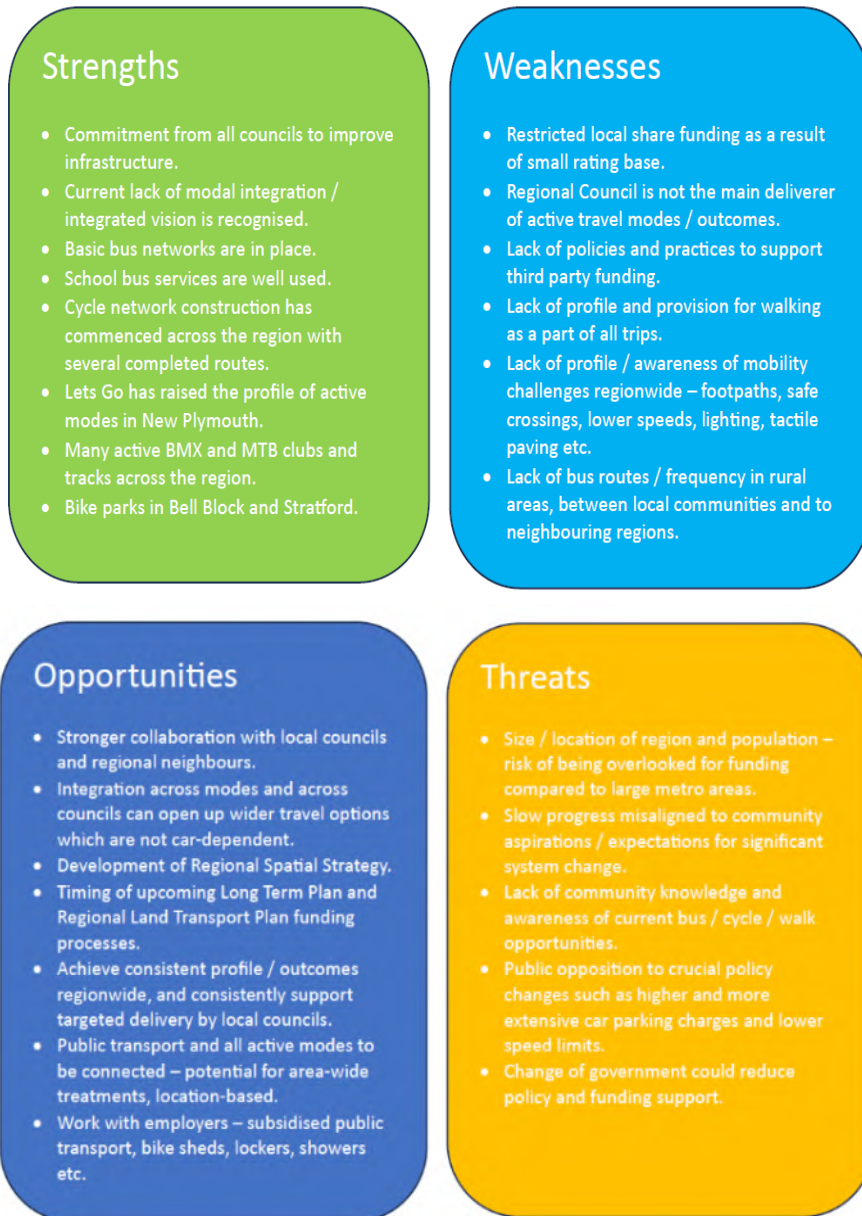 Strengths
• Commitment from all councils to improve
infrastructure.
• Current lack of modal integration /
integrated vision is recognised.
• Basic bus networks are in place.
• School bus services are well used.
• Cycle network construction has
commenced across the region with
several completed routes.
• Lets Go has raised the profile of active
modes in New Plymouth.
• Many active BMX and MTB clubs and
tracks across the region.
• Bike parks in Bell Block and Stratford.
Weaknesses
• Restricted local share funding as a result
of small rating base.
• Regional Council is not the main deliverer
of active travel modes / outcomes.
• Lack of policies and practices to support
third party funding.
• Lack of profile and provision for walking
as a part of all trips.
• Lack of profile / awareness of mobility
challenges regionwide – footpaths, safe
crossings, lower speeds, lighting, tactile
paving etc.
• Lack of bus routes / frequency in rural
areas, between local communities and to
neighbouring regions.
Opportunities
• Stronger collaboration with local councils
and regional neighbours.
• Integration across modes and across
councils can open up wider travel options
which are not car-dependent.
• Development of Regional Spatial Strategy.
• Timing of upcoming Long Term Plan and
Regional Land Transport Plan funding
processes.
• Achieve consistent profile / outcomes
regionwide, and consistently support
targeted delivery by local councils.
• Public transport and all active modes to
be connected – potential for area-wide
treatments, location-based.
• Work with employers – subsidised public
transport, bike sheds, lockers, showers
etc.
Threats
• Size / location of region and population –
risk of being overlooked for funding
compared to large metro areas.
• Slow progress misaligned to community
aspirations / expectations for significant
system change.
• Lack of community knowledge and
awareness of current bus / cycle / walk
opportunities.
• Public opposition to crucial policy
changes such as higher and more
extensive car parking charges and lower
speed limits.
• Change of government could reduce
policy and funding support.